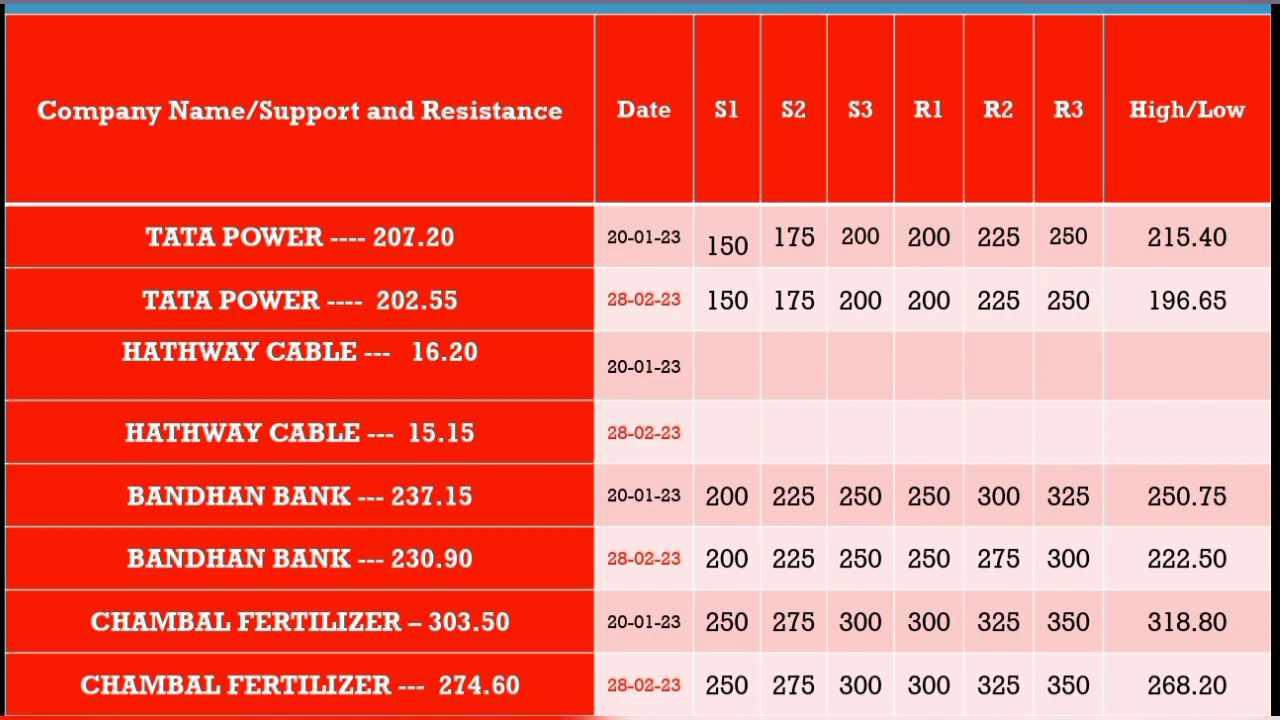 Company Name/Support and Resistance Date S1 S2 S3 R1 R2 R3 High/Low
TATA POWER ---- 207.20 20-01-23 150 175 200 200 225 250 215.40
TATA POWER ---- 202.55 28-02-23 150 175 200 200 225 250 196.65
HATHWAY CABLE --- 16.20 20-01-23
HATHWAY CABLE --- 15.15 28-02-23
BANDHAN BANK --- 237.15 20-01-23 200 225 250 250 300 325 250.75
BANDHAN BANK --- 230.90 28-02-23 200 225 250 250 275 300 222.50
CHAMBAL FERTILIZER – 303.50 20-01-23 250 275 300 300 325 350 318.80
CHAMBAL FERTILIZER --- 274.60 28-02-23 250 275 300 300 325 350 268.20